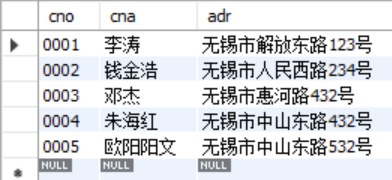 cno cna adr
0001 李涛 无锡市解放东路123号
0002 钱金浩 无锡市人民西路234号
0003 邓杰 无锡市惠河路432号
0004 朱海红 无锡市中山东路432号
0005 欧阳阳文 无锡市中山东路532号
NULL NULL NULL